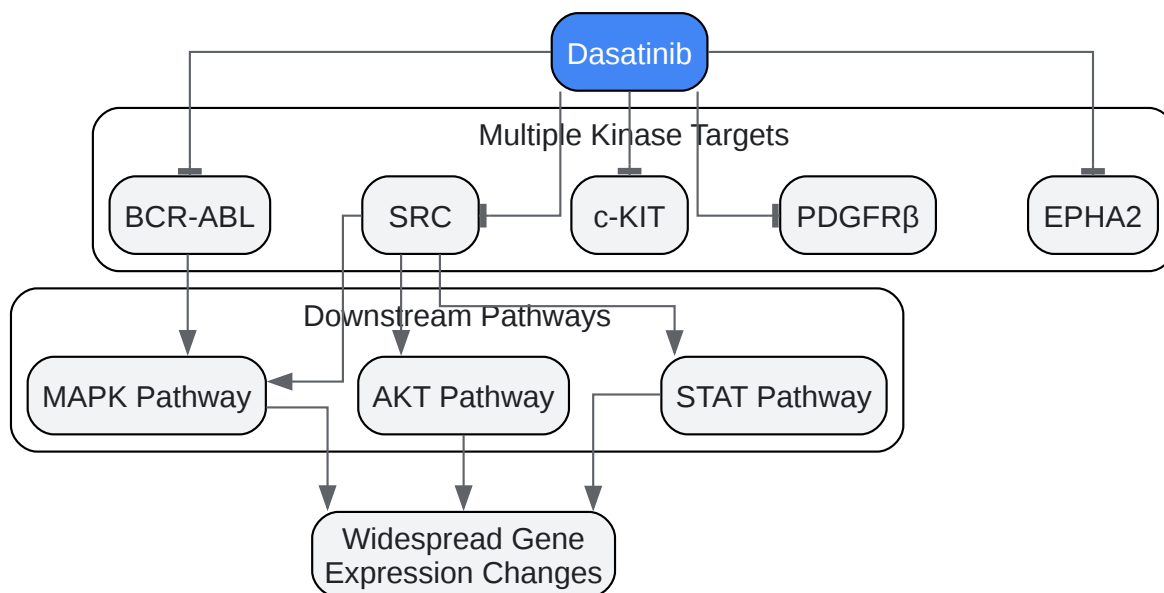 Dasatinib
Multiple Kinase Targets
BCR-ABL
SRC
c-KIT
PDGFRβ
EPHA2
Downstream Pathways
MAPK Pathway
AKT Pathway
STAT Pathway
Widespread Gene
Expression Changes